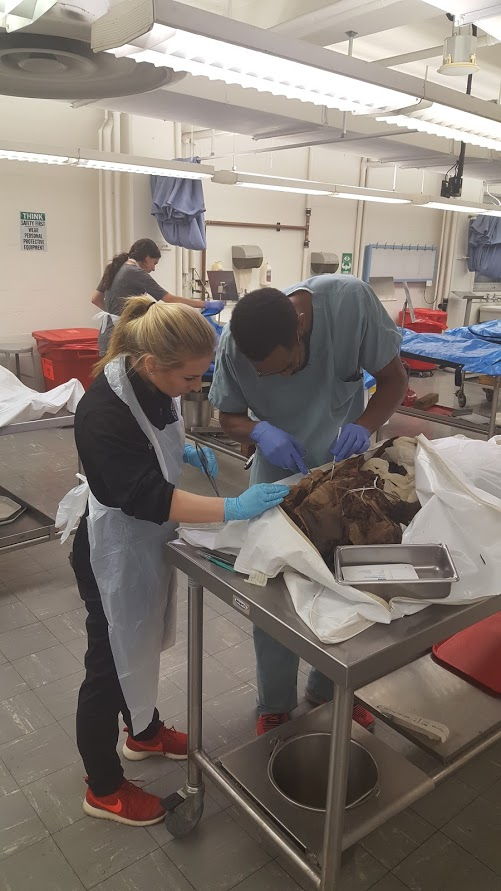 THINK
SAFETY FIRST
WEAR
PERSONAL
PROTECTIVE
EQUIPMENT